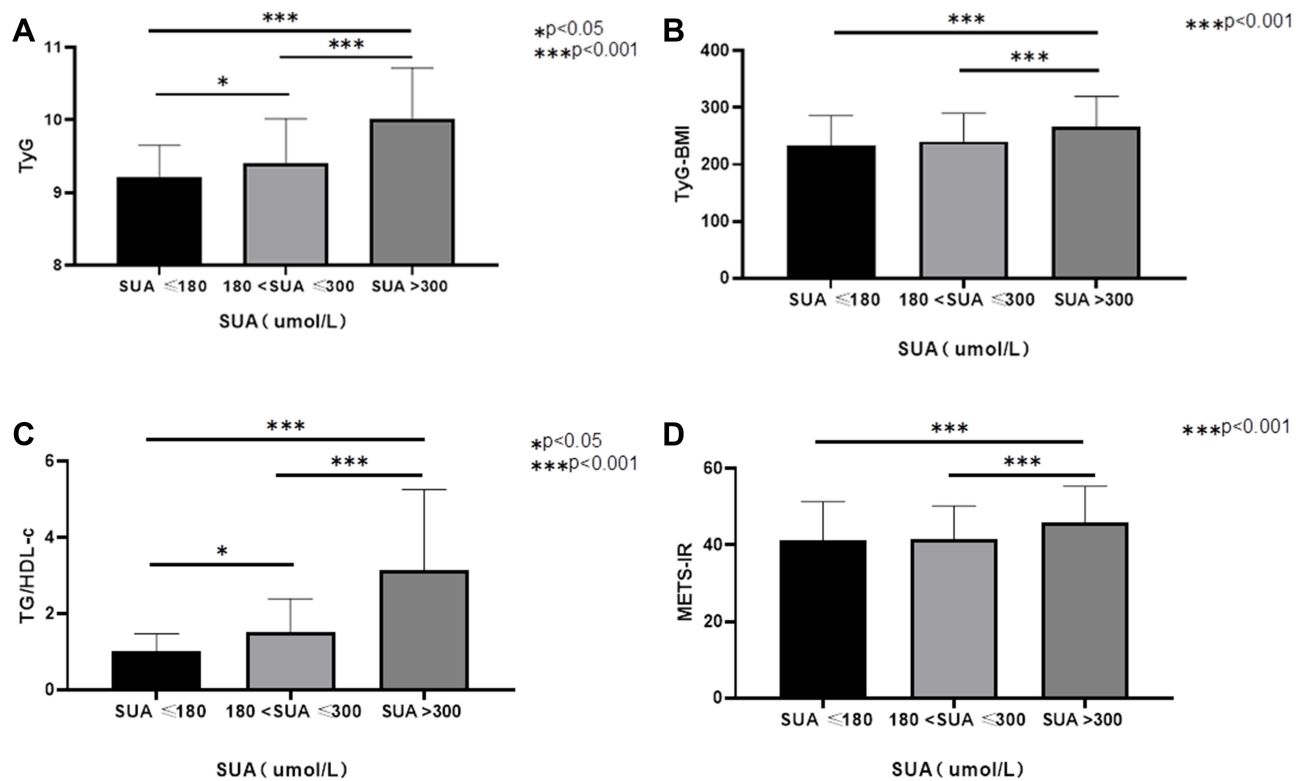 A
***
***
*
*p<0.05
***p<0.001
11
10
9
8
TyG
SUA ≤180 180 <SUA ≤300 SUA >300
SUA( umol/L)
B
***
***
***p<0.001
400
300
200
100
0
TyG-BMI
SUA ≤180 180 <SUA ≤300 SUA >300
SUA( umol/L)
C
***
***
*
*p<0.05
***p<0.001
6
4
2
0
TG/HDL-c
SUA ≤180 180 <SUA ≤300 SUA >300
SUA( umol/L)
D
***
***
***p<0.001
60
40
20
0
METS-IR
SUA ≤180 180 <SUA ≤300 SUA >300
SUA( umol/L)